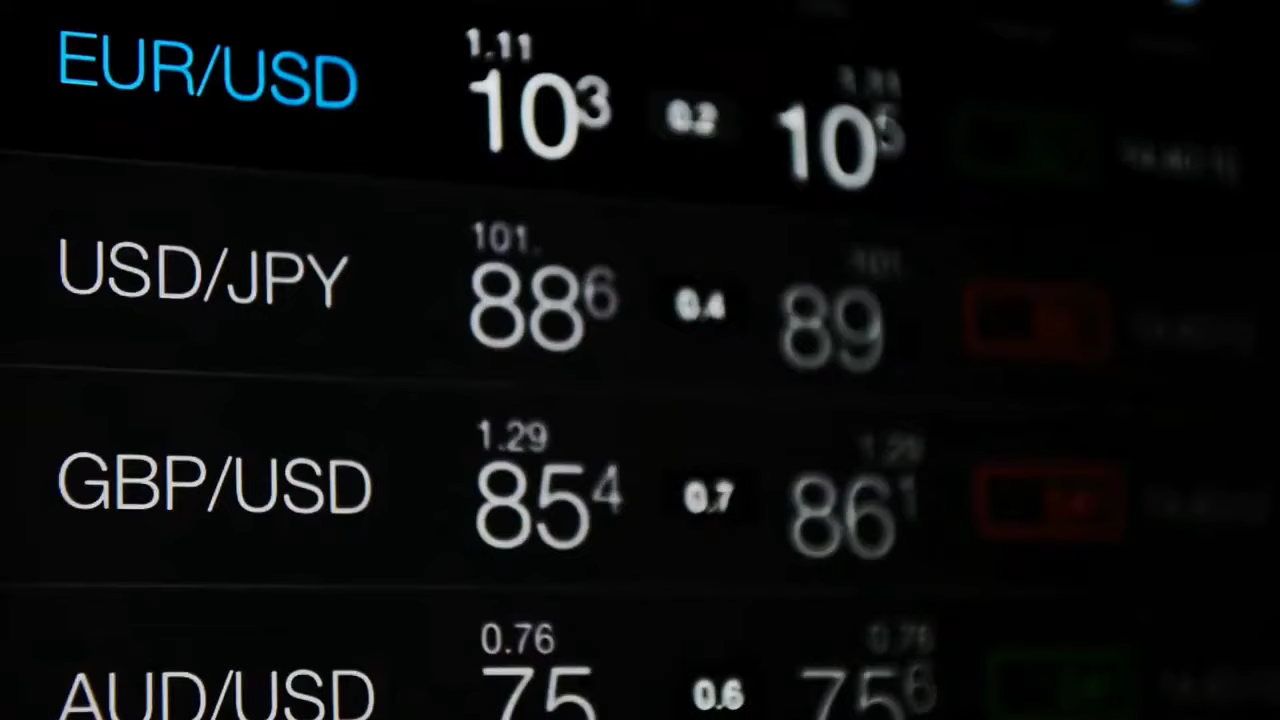 EUR/USD
1.11
10³ 0.2 10⁵
USD/JPY
101.
88⁶ 0.4 89
GBP/USD
1.29 1.29
85⁴ 0.7 86¹
AUD/USD
0.76 0.76
75 0.6 75⁶